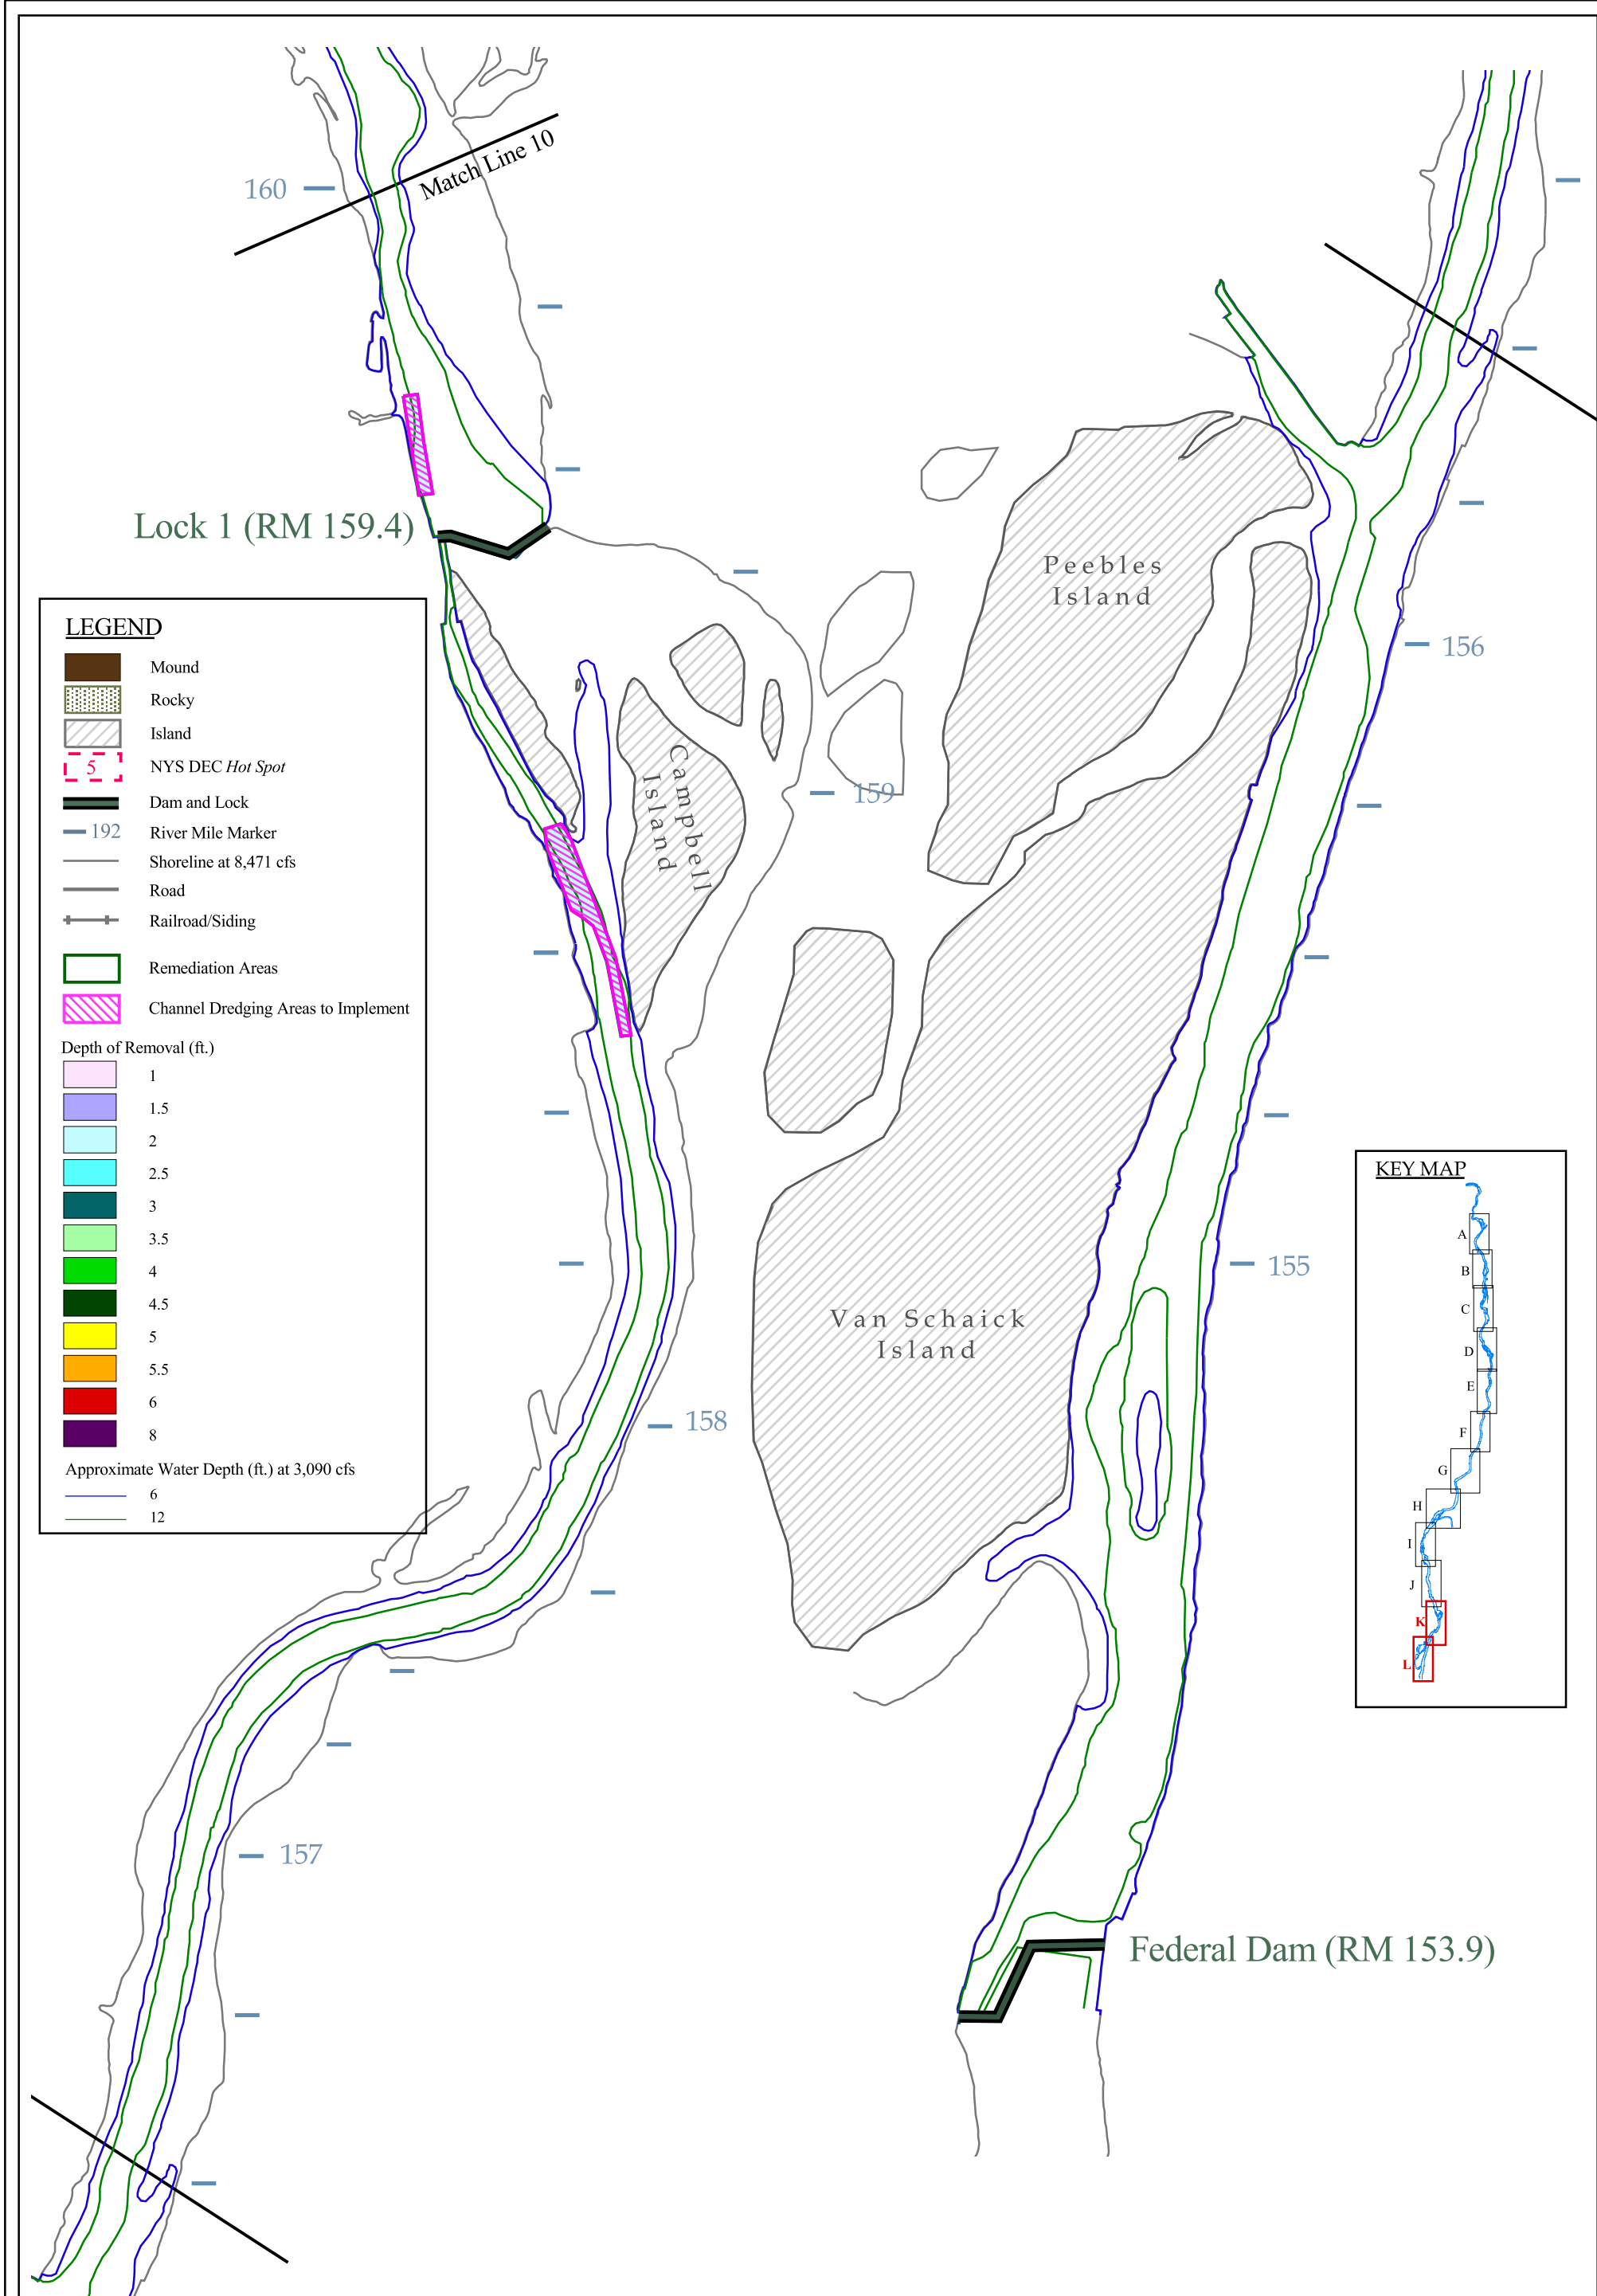 Match Line 10
160
Lock 1 (RM 159.4)
Peebles
Island
156
Campbell
Island
159
LEGEND
Mound
Rocky
Island
5 NYS DEC Hot Spot
Dam and Lock
192 River Mile Marker
Shoreline at 8,471 cfs
Road
Railroad/Siding
Remediation Areas
Channel Dredging Areas to Implement
Depth of Removal (ft.)
1
1.5
2
2.5
3
3.5
4
4.5
5
5.5
6
8
Approximate Water Depth (ft.) at 3,090 cfs
6
12
KEY MAP
A
B
C
D
E
F
G
H
I
J
K
L
155
Van Schaick
Island
158
157
Federal Dam (RM 153.9)